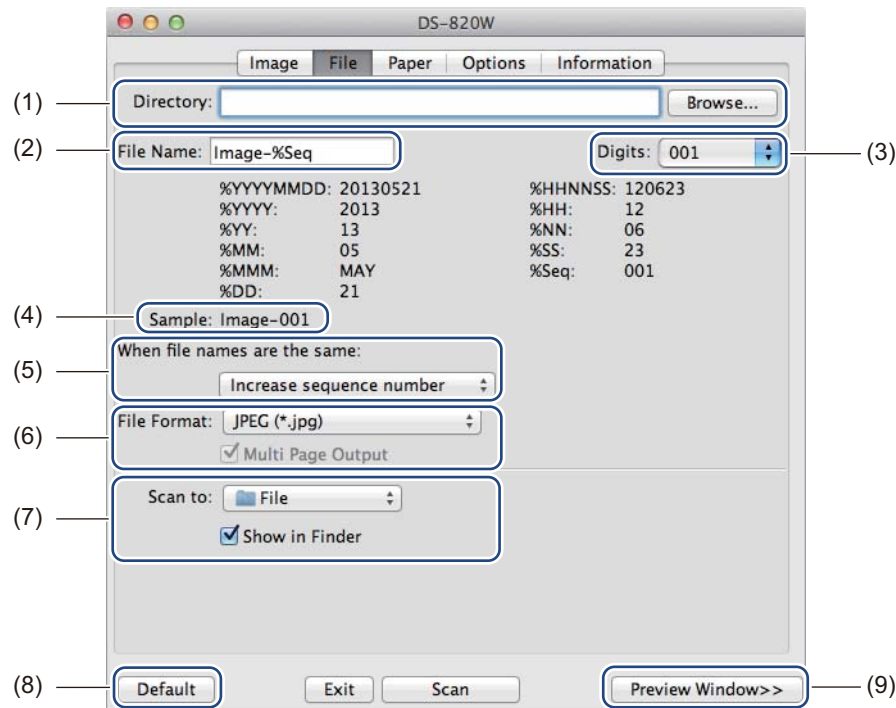 DS-820W
Image File Paper Options Information
(1) Directory: Browse...
(2) File Name: Image-%Seq Digits: 001 (3)
%YYYYMMDD: 20130521 %HHNNSS: 120623
%YYYY: 2013 %HH: 12
%YY: 13 %NN: 06
%MM: 05 %SS: 23
%MMM: MAY %Seq: 001
%DD: 21
(4) Sample: Image-001
When file names are the same:
(5)
Increase sequence number
File Format: JPEG (*.jpg)
(6)
Multi Page Output
Scan to: File
(7)
Show in Finder
(8) Default Exit Scan Preview Window>> (9)